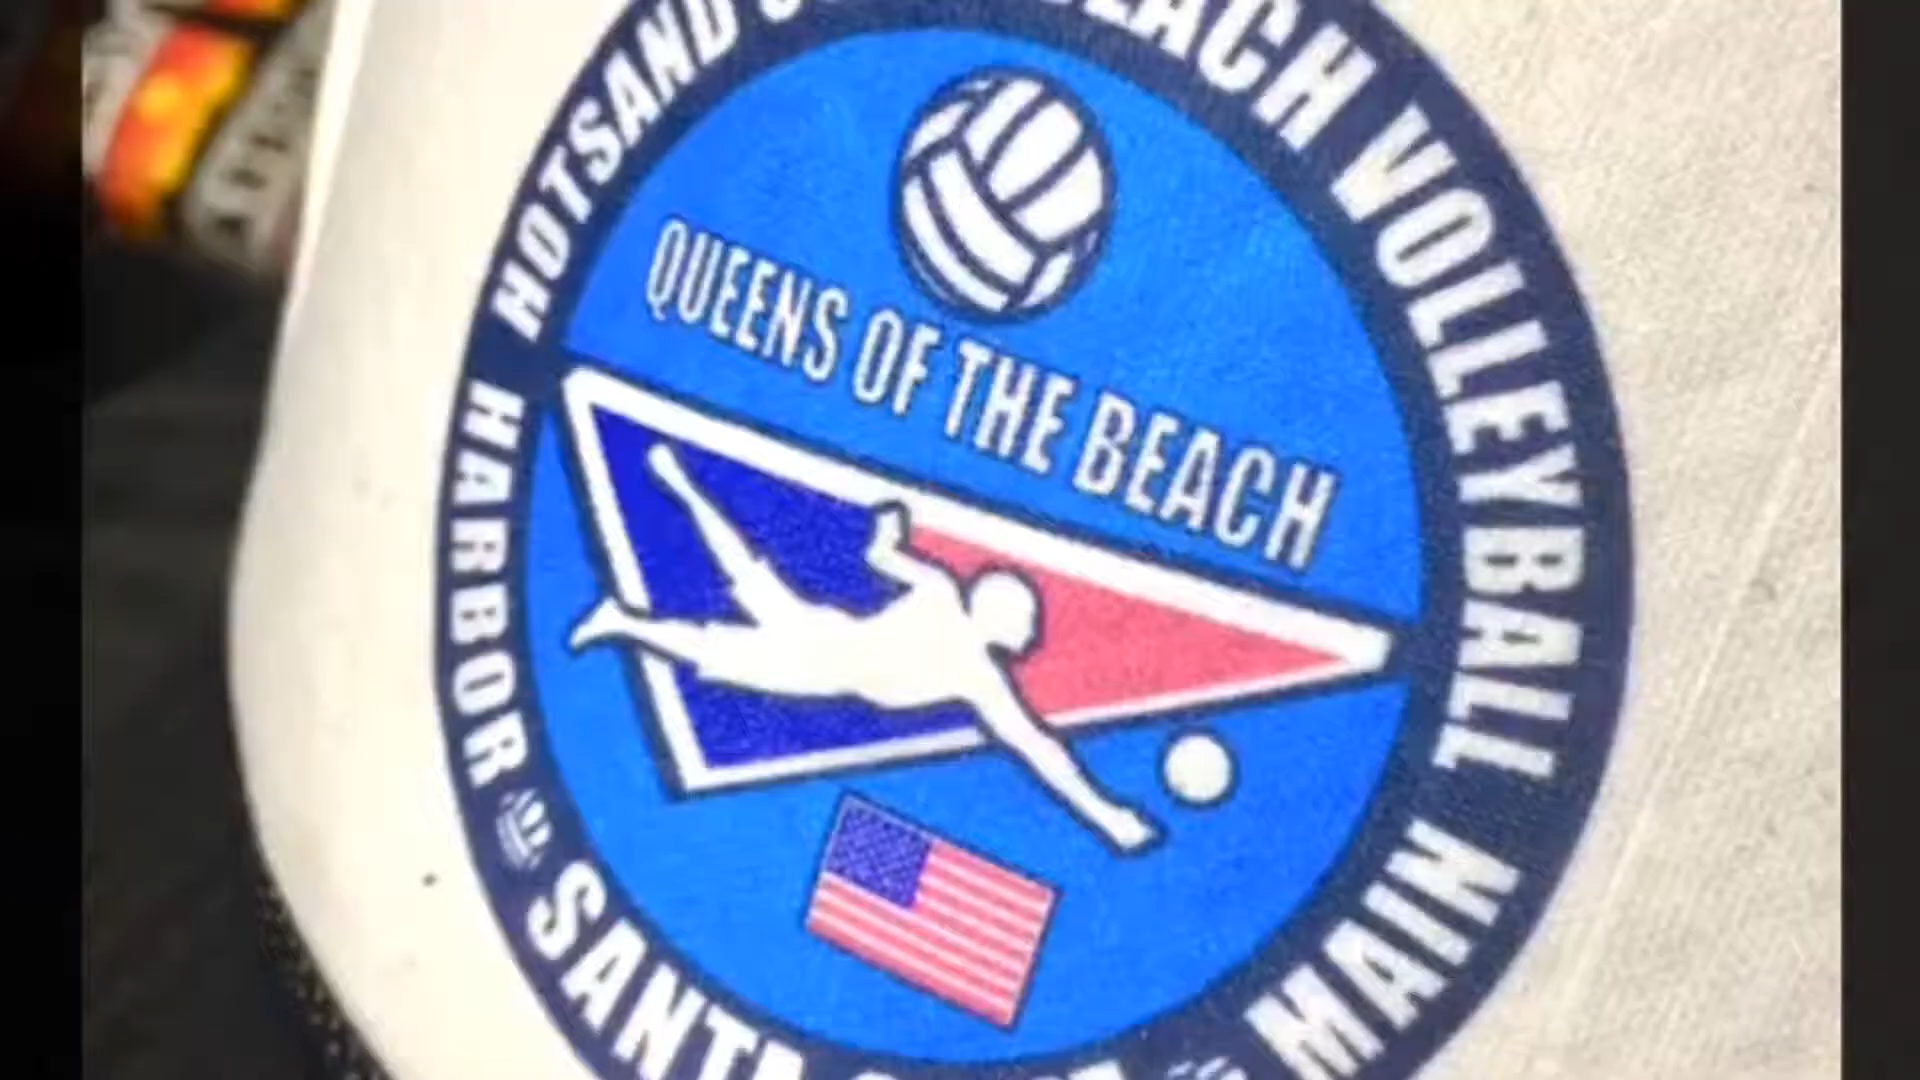 HOTSAND
BEACH VOLLEYBALL
QUEENS OF THE BEACH
HARBOR
SANTA
MAIN